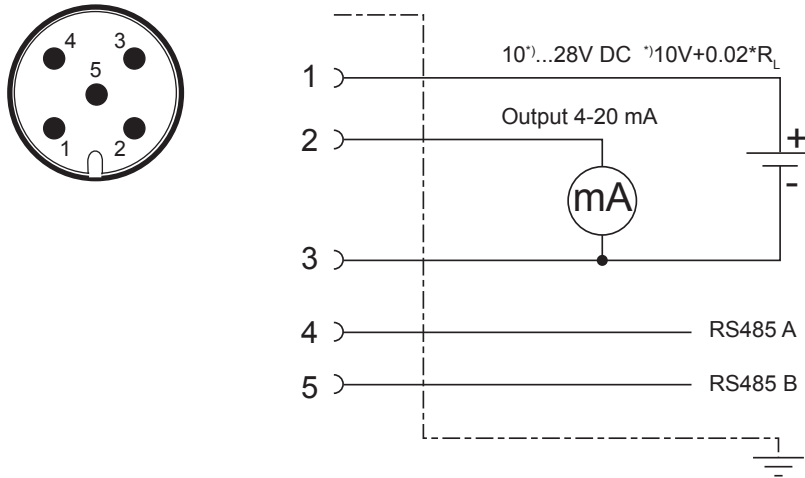 4 3
5
1 2
1 10*)...28V DC *)10V+0.02*R_L
+
2 Output 4-20 mA
-
mA
3
4 RS485 A
5 RS485 B